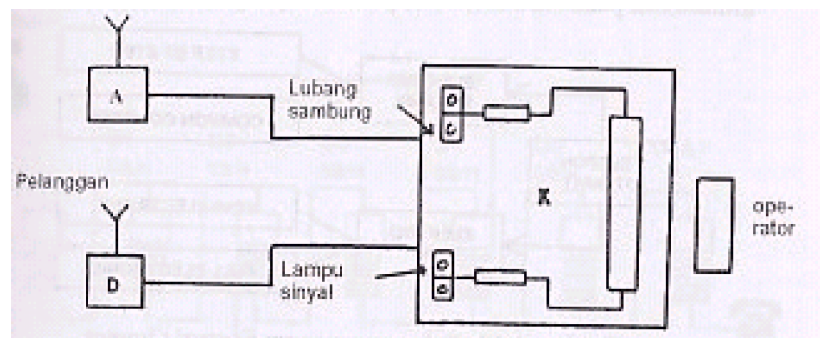 A
Lubang
sambung
Pelanggan
K
ope-
rator
D
Lampu
sinyal